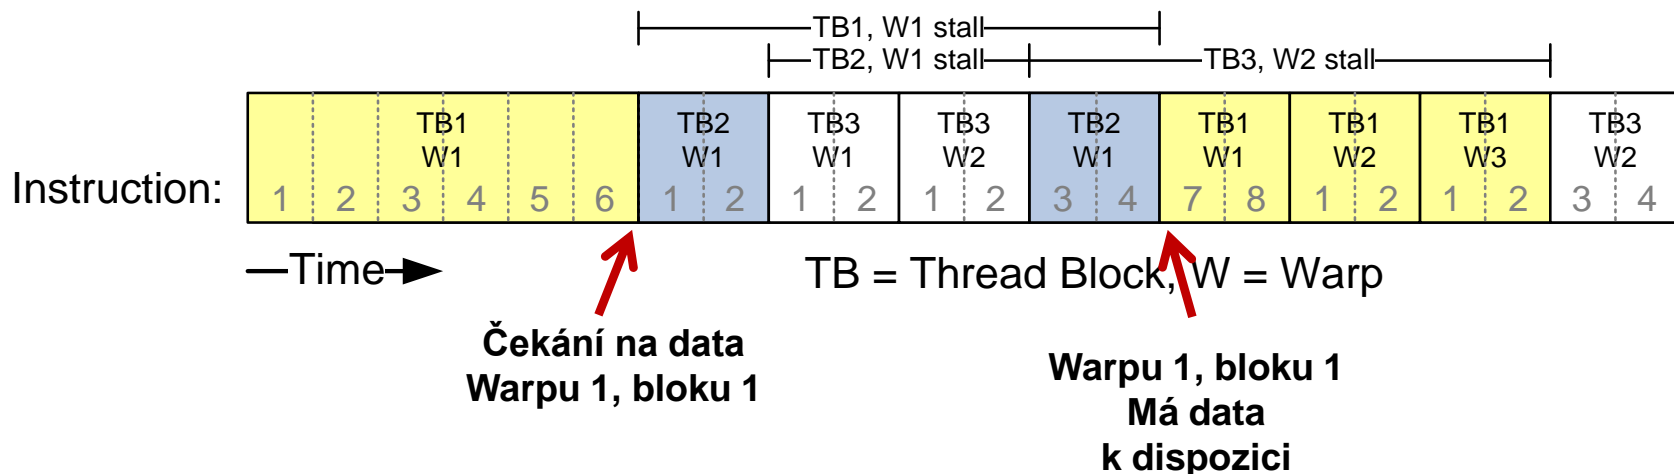 TB1, W1 stall
TB2, W1 stall
TB3, W2 stall
TB1 TB2 TB3 TB3 TB2 TB1 TB1 TB1 TB3
W1 W1 W1 W2 W1 W1 W2 W3 W2
Instruction: 1 2 3 4 5 6 1 2 1 2 1 2 3 4 7 8 1 2 1 2 3 4
Time
TB = Thread Block, W = Warp
Čekání na data
Warpu 1, bloku 1
Warpu 1, bloku 1
Má data
k dispozici